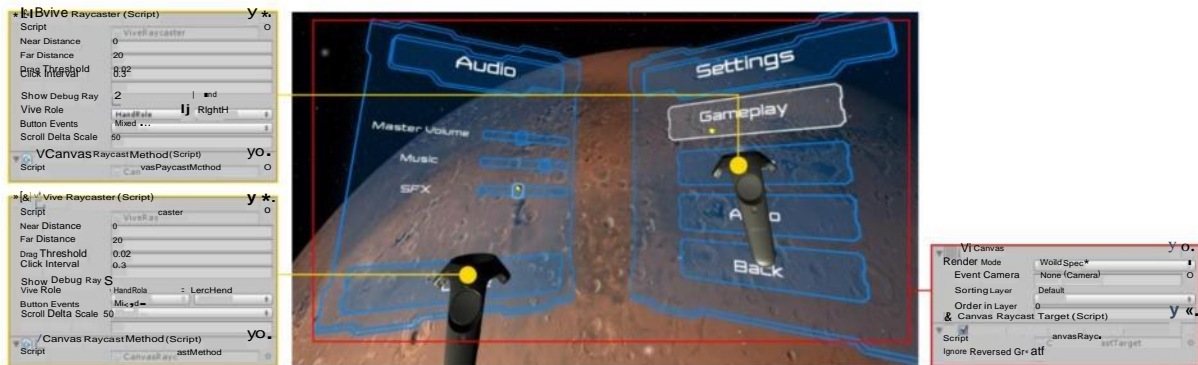 Vive Raycaster (Script)
Script ViveRaycaster
Near Distance 0
Far Distance 20
Drag Threshold 0.02
Click Interval 0.3
Show Debug Ray
Vive Role HandRole RightH
Button Events Mixed ...
Scroll Delta Scale 50
Canvas Raycast Method (Script)
Script
Vive Raycaster (Script)
Script ViveRaycaster
Near Distance 0
Far Distance 20
Drag Threshold 0.02
Click Interval 0.3
Show Debug Ray
Vive Role HandRola LercHend
Button Events
Scroll Delta Scale 50
Canvas Raycast Method (Script)
Script
Audio
Master Volume
Music
SFX
Settings
Gameplay
Back
Canvas
Render Mode
Event Camera None (Camera)
Sorting Layer Default
Order in Layer 0
& Canvas Raycast Target (Script)
Script
Ignore Reversed